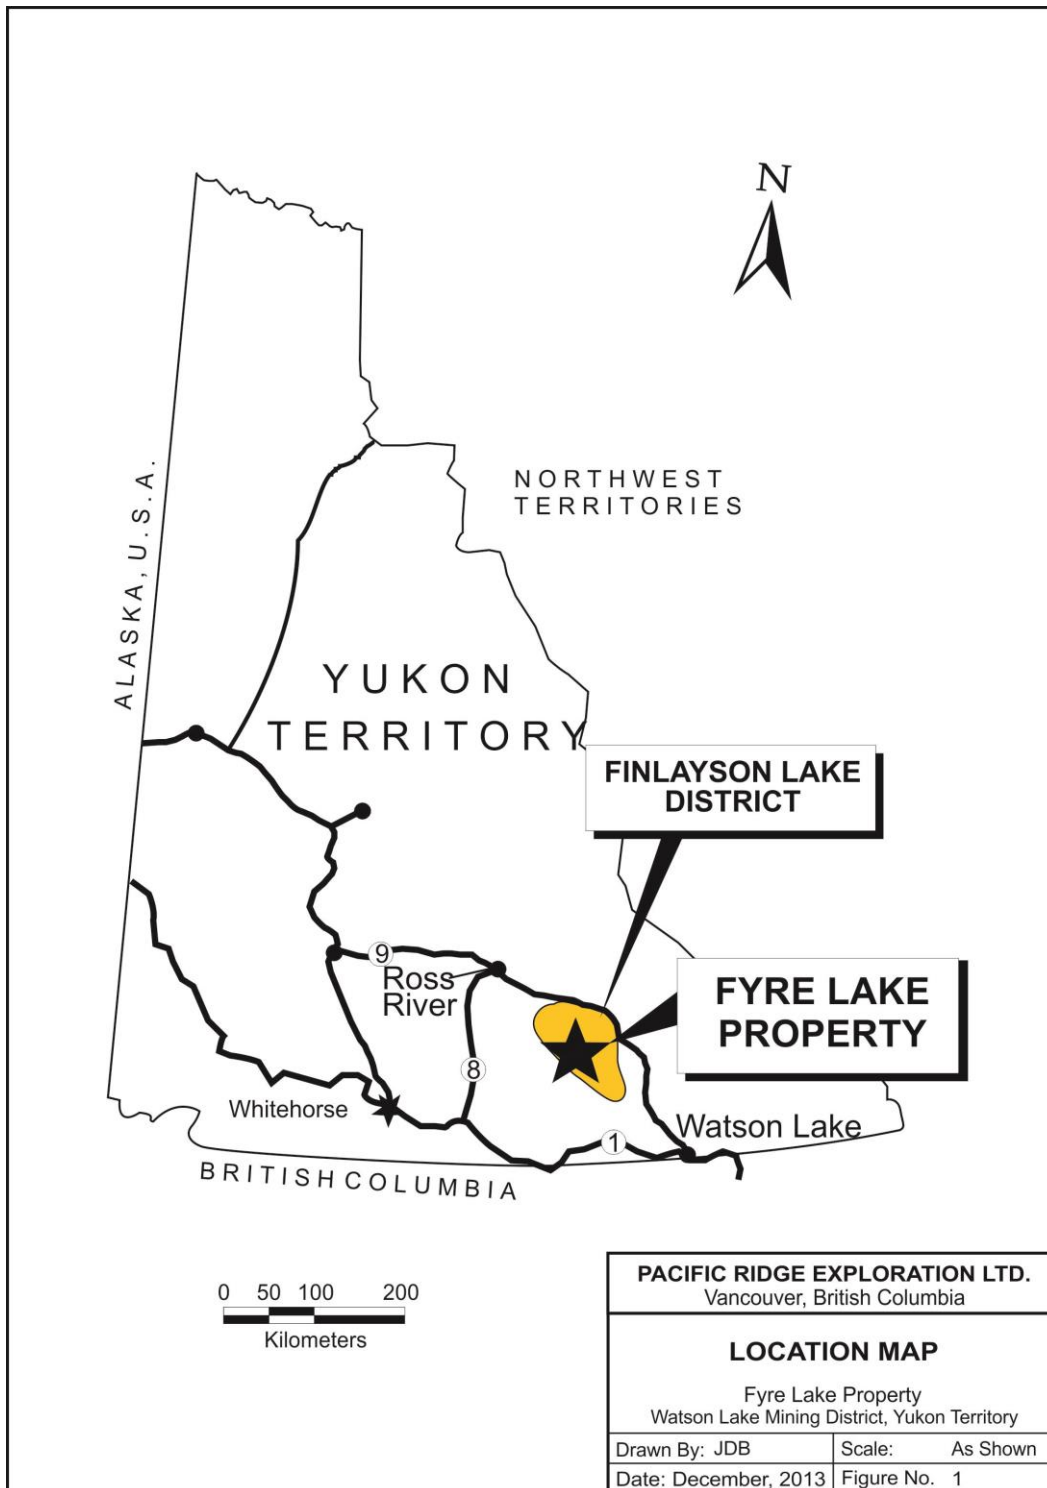 N
NORTHWEST
TERRITORIES
ALASKA, U.S.A.
YUKON
TERRITORY
FINLAYSON LAKE
DISTRICT
9
Ross
River
FYRE LAKE
PROPERTY
8
Whitehorse
1
Watson Lake
BRITISH COLUMBIA
0 50 100 200
Kilometers
PACIFIC RIDGE EXPLORATION LTD.
Vancouver, British Columbia
LOCATION MAP
Fyre Lake Property
Watson Lake Mining District, Yukon Territory
Drawn By: JDB
Scale: As Shown
Date: December, 2013
Figure No. 1